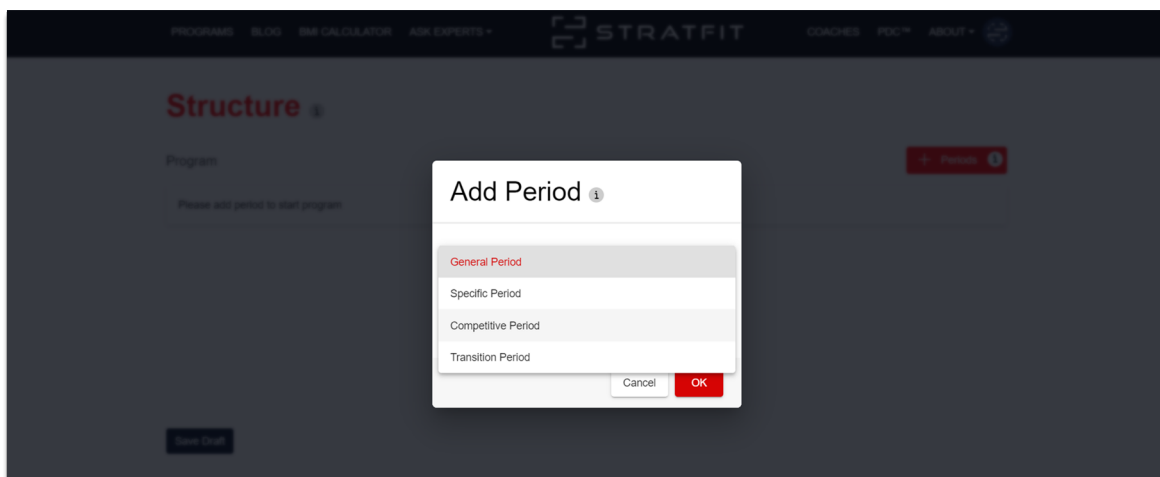 PROGRAMS BLOG BMI CALCULATOR ASK EXPERTS STRATFIT COACHES PDC™ ABOUT
Structure i
Program + Periods i
Please add period to start program
Add Period i
General Period
Specific Period
Competitive Period
Transition Period
Cancel OK
Save Draft